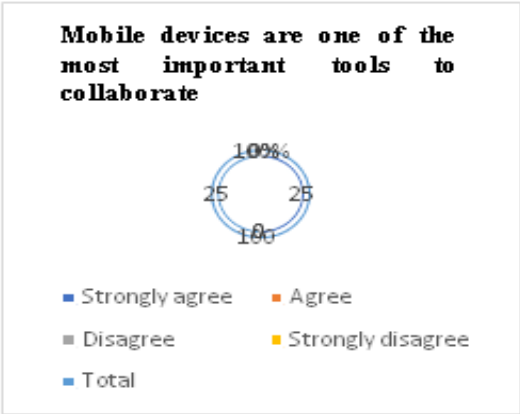 Mobile devices are one of the
most important tools to
collaborate
25 25
100
Strongly agree Agree
Disagree Strongly disagree
Total